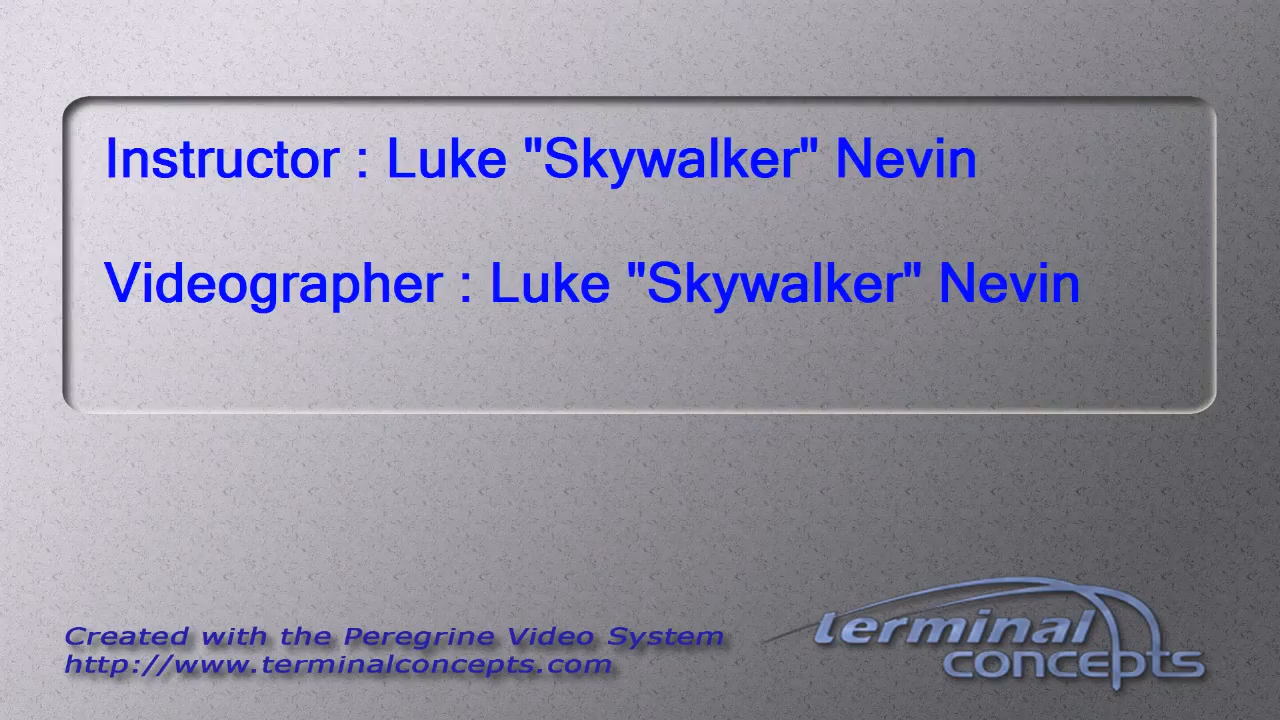 Instructor : Luke "Skywalker" Nevin
Videographer : Luke "Skywalker" Nevin
Created with the Peregrine Video System
http://www.terminalconcepts.com
terminal
concepts